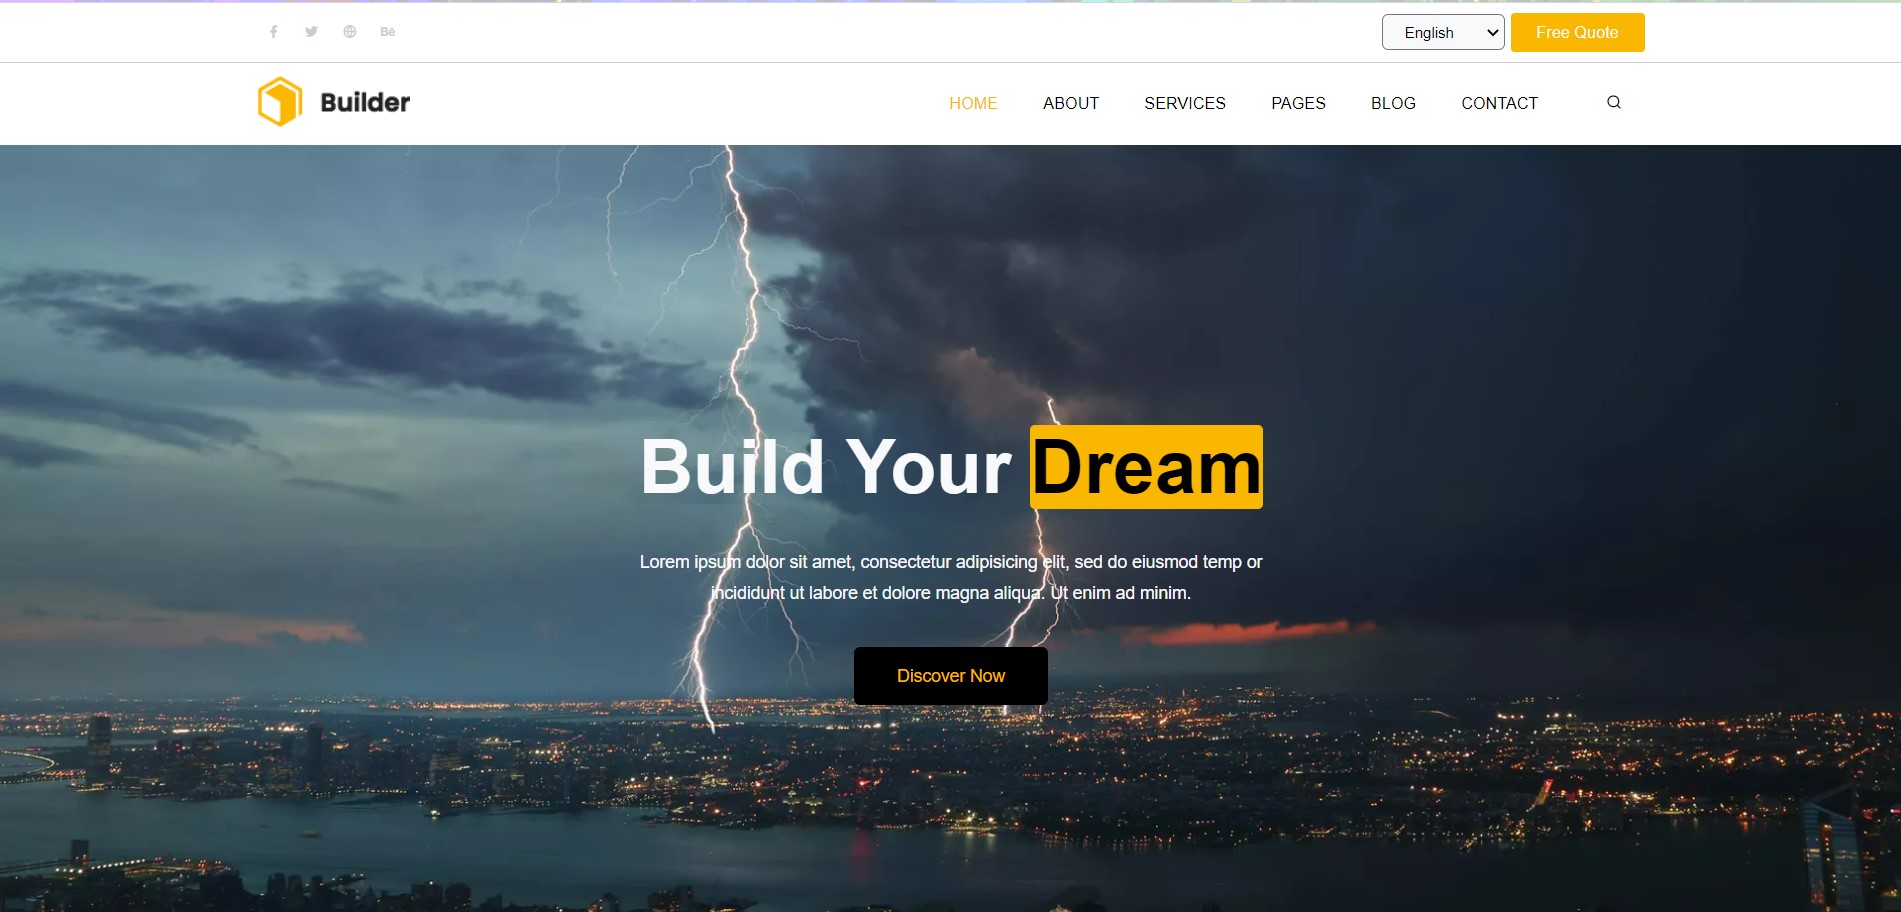 Bē
English
Free Quote
Builder
HOME
ABOUT
SERVICES
PAGES
BLOG
CONTACT
Build Your Dream
Lorem ipsum dolor sit amet, consectetur adipisicing elit, sed do eiusmod temp or
incididunt ut labore et dolore magna aliqua. Ut enim ad minim.
Discover Now